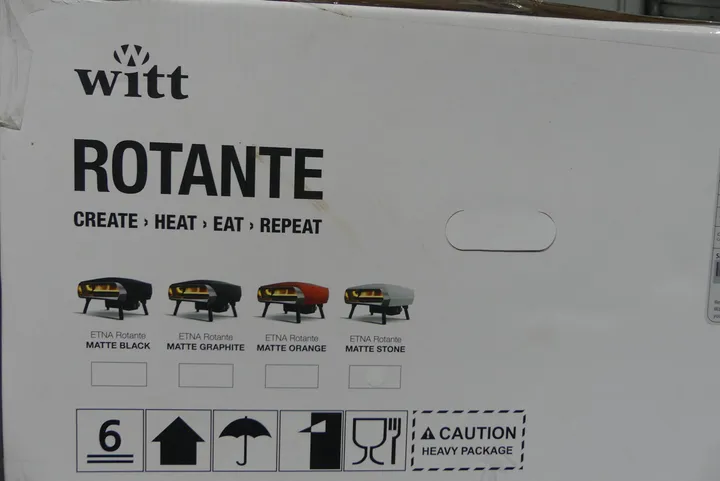 witt
ROTANTE
CREATE › HEAT › EAT › REPEAT
ETNA Rotante
MATTE BLACK
ETNA Rotante
MATTE GRAPHITE
ETNA Rotante
MATTE ORANGE
ETNA Rotante
MATTE STONE
6
CAUTION
HEAVY PACKAGE